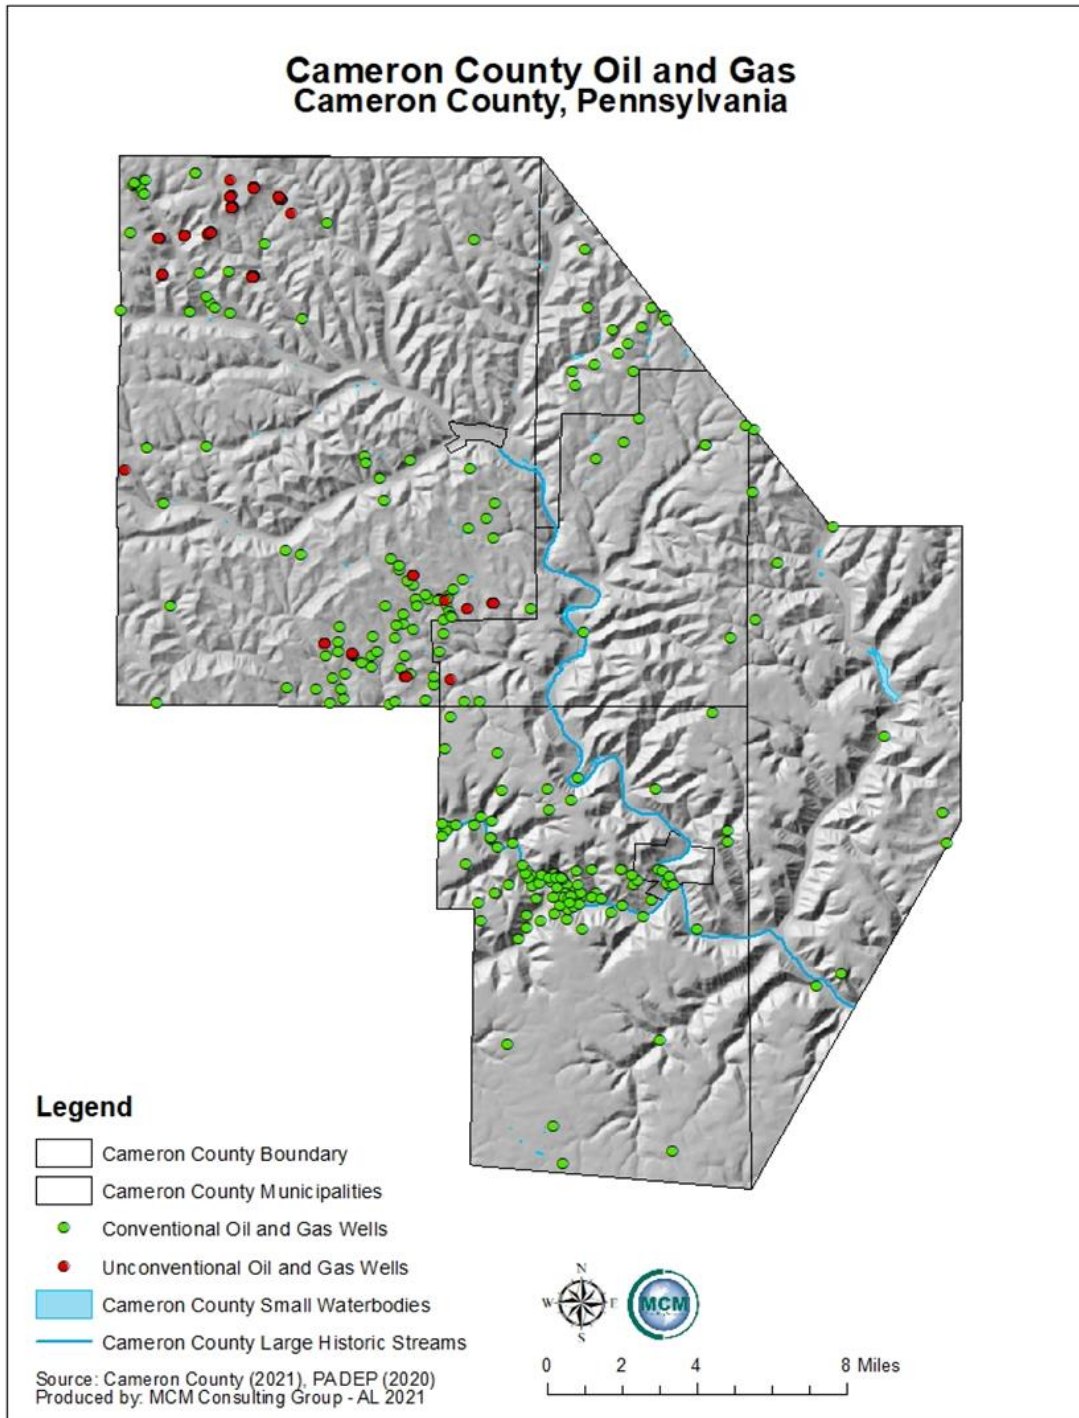 Cameron County Oil and Gas
Cameron County, Pennsylvania
Legend
Cameron County Boundary
Cameron County Municipalities
Conventional Oil and Gas Wells
Unconventional Oil and Gas Wells
Cameron County Small Waterbodies
Cameron County Large Historic Streams
Source: Cameron County (2021), PADEP (2020)
Produced by: MCM Consulting Group - AL 2021
N
W E
S
MCM
0 2 4 8 Miles